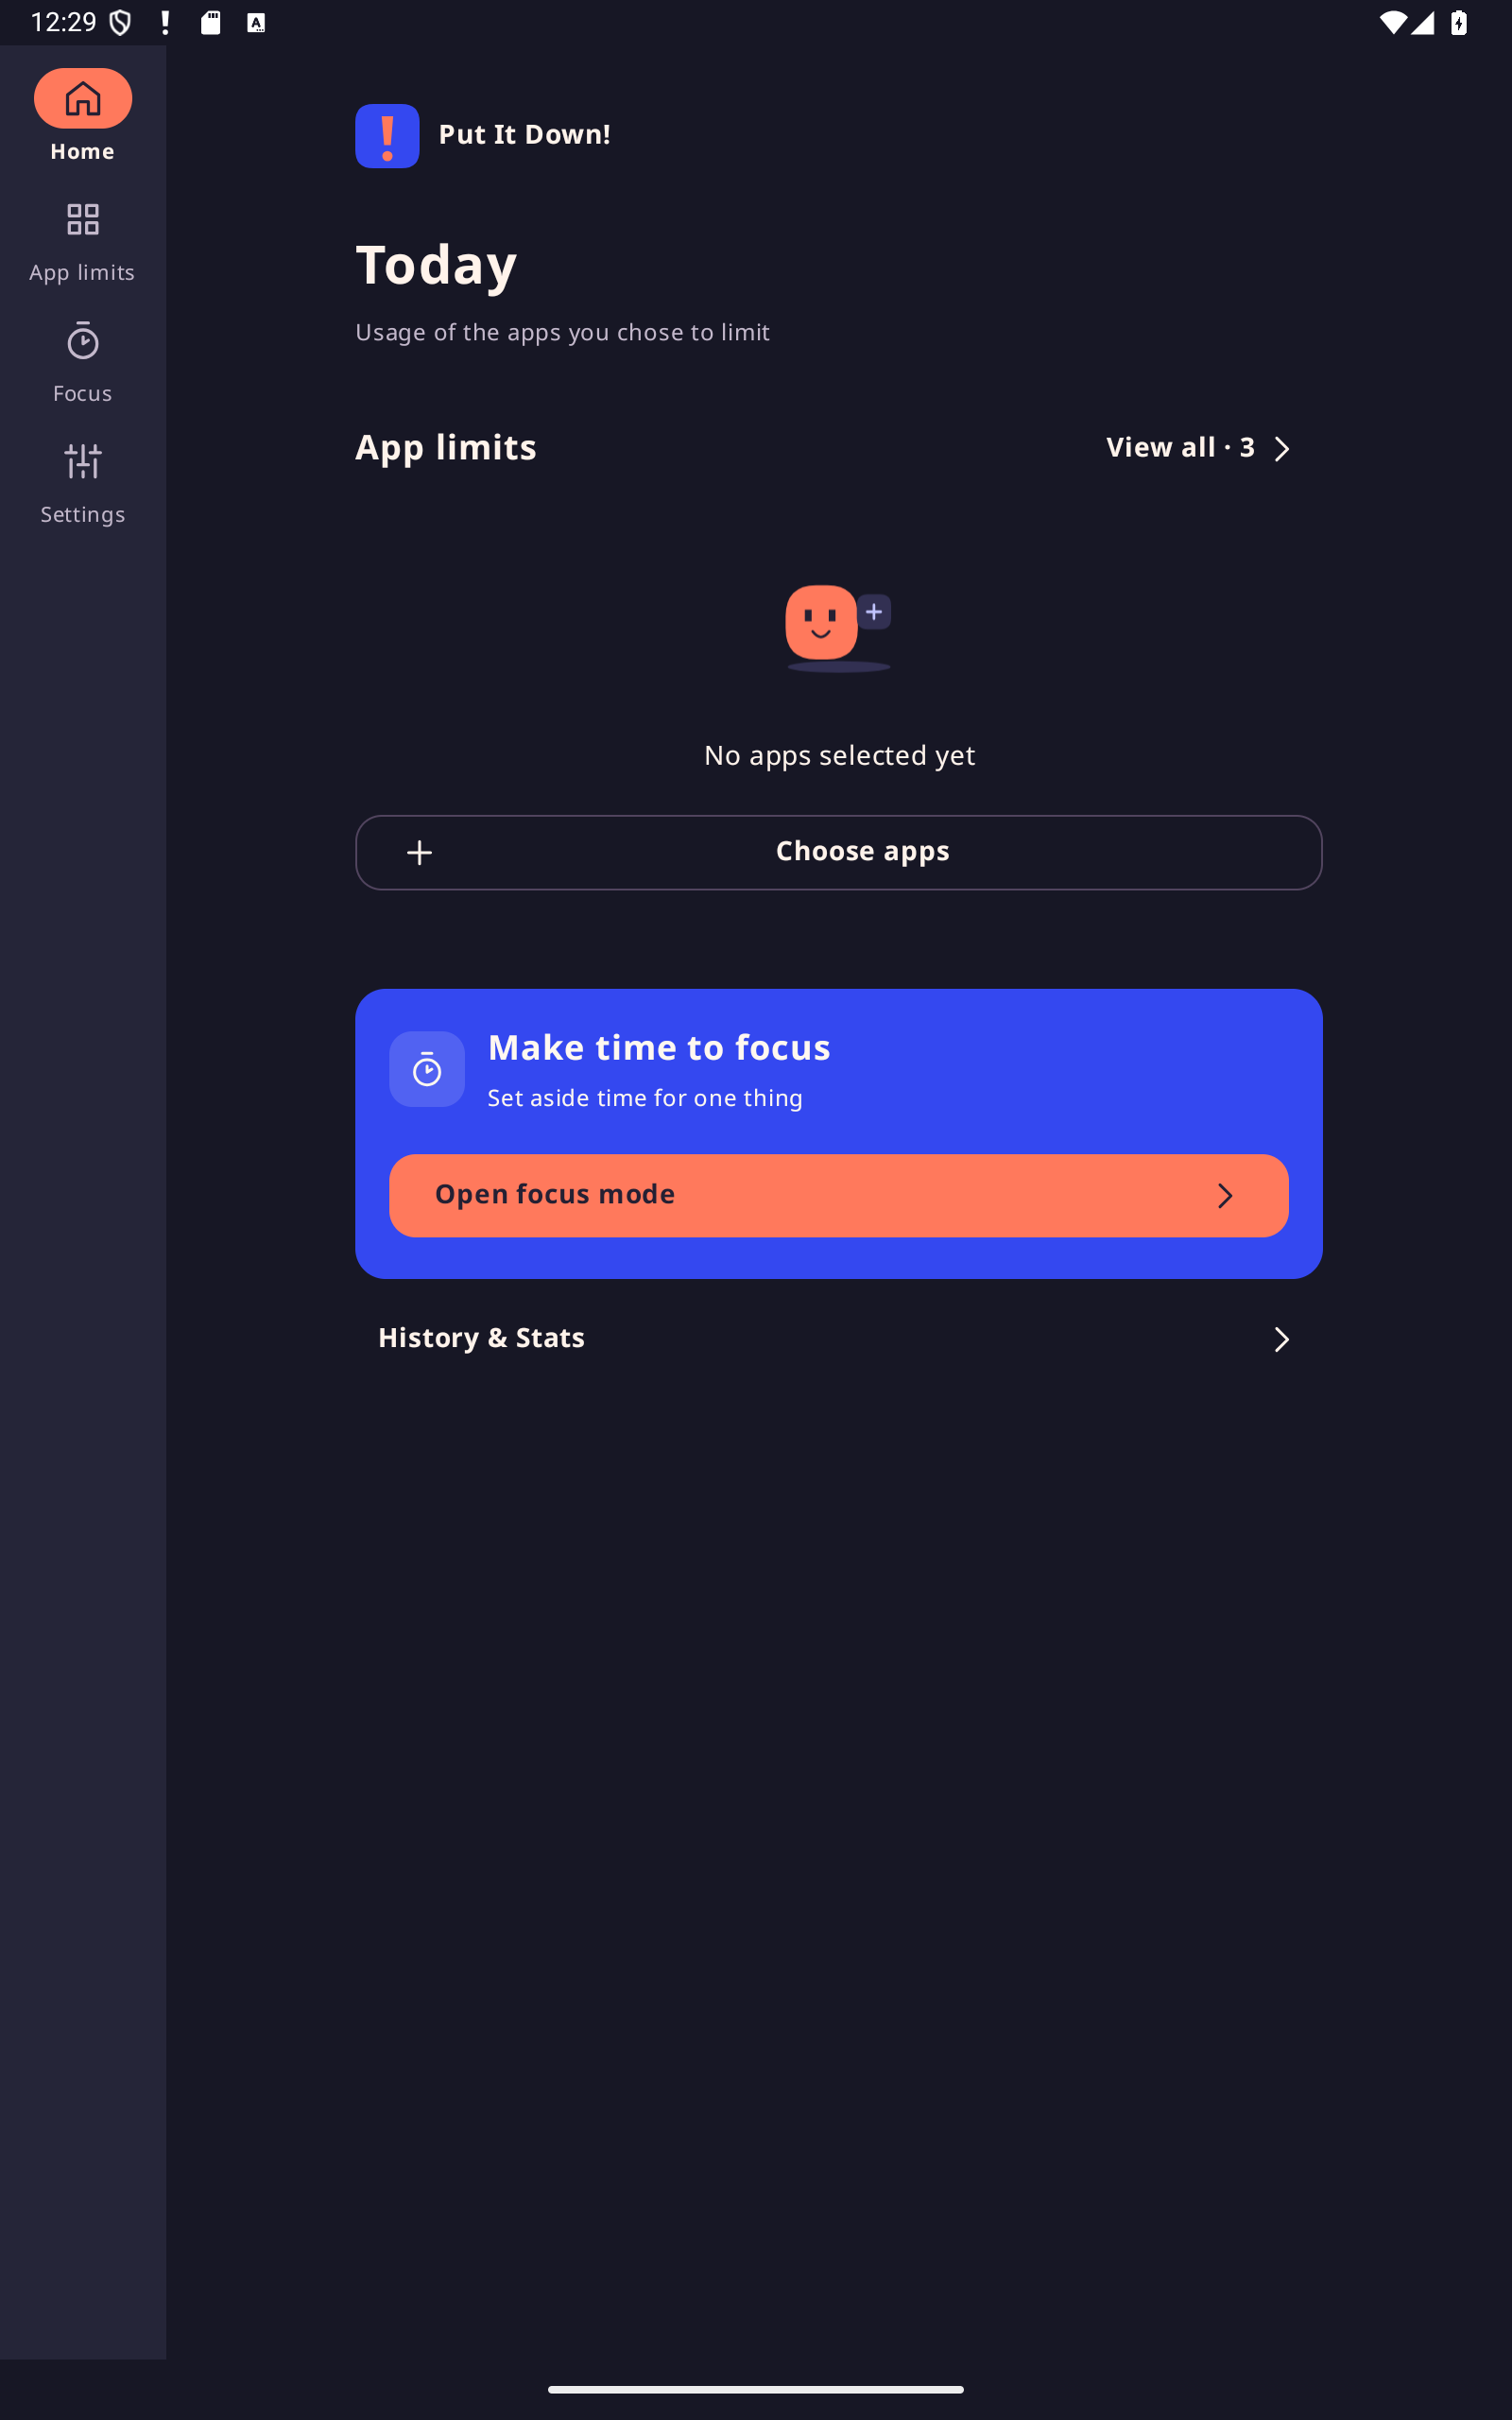 12:29
Home
App limits
Focus
Settings
Put It Down!
Today
Usage of the apps you chose to limit
App limits
View all · 3
No apps selected yet
Choose apps
Make time to focus
Set aside time for one thing
Open focus mode
History & Stats